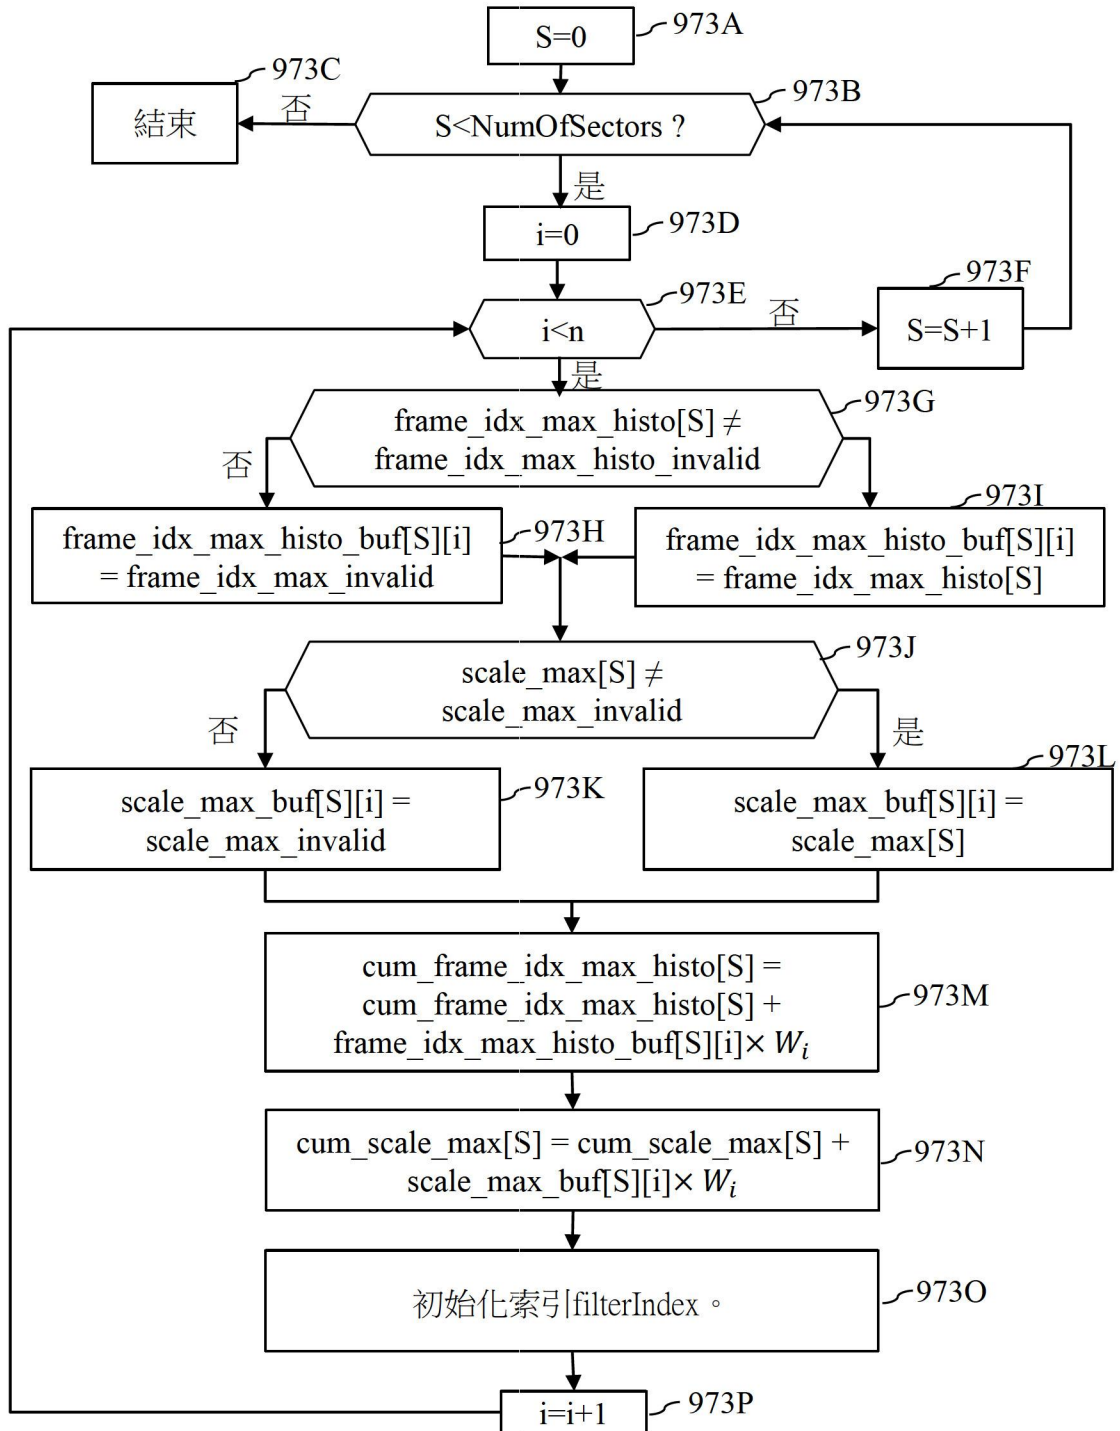 S=0
973A
973C
結束
否
S<NumOfSectors ?
973B
是
i=0
973D
i<n
973E
否
973F
S=S+1
是
frame_idx_max_histo[S] ≠
frame_idx_max_histo_invalid
973G
否
frame_idx_max_histo_buf[S][i]
= frame_idx_max_invalid
973H
973I
frame_idx_max_histo_buf[S][i]
= frame_idx_max_histo[S]
scale_max[S] ≠
scale_max_invalid
973J
否
是
scale_max_buf[S][i] =
scale_max_invalid
973K
973L
scale_max_buf[S][i] =
scale_max[S]
cum_frame_idx_max_histo[S] =
cum_frame_idx_max_histo[S] +
frame_idx_max_histo_buf[S][i]× W_i
973M
cum_scale_max[S] = cum_scale_max[S] +
scale_max_buf[S][i]× W_i
973N
初始化索引filterIndex。
973O
i=i+1
973P